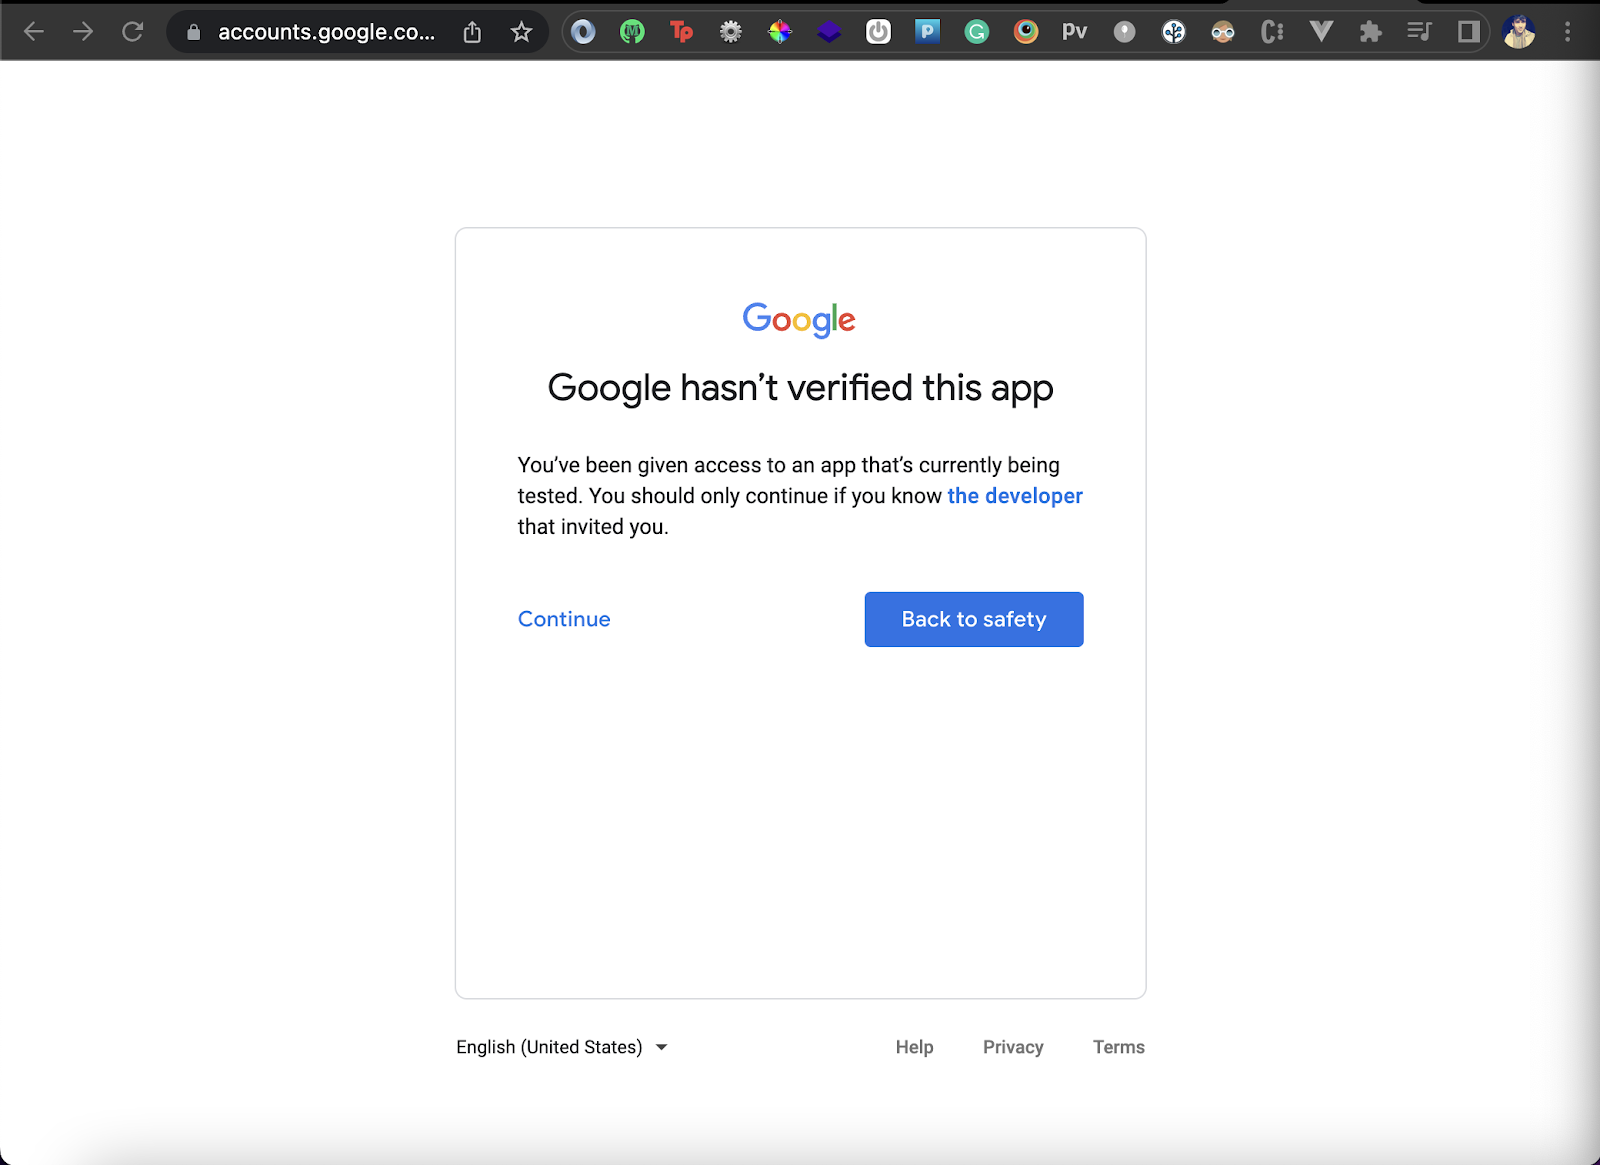 accounts.google.co...
Tp
P
G
Pv
Google
Google hasn’t verified this app
You’ve been given access to an app that’s currently being
tested. You should only continue if you know the developer
that invited you.
Continue
Back to safety
English (United States)
Help
Privacy
Terms